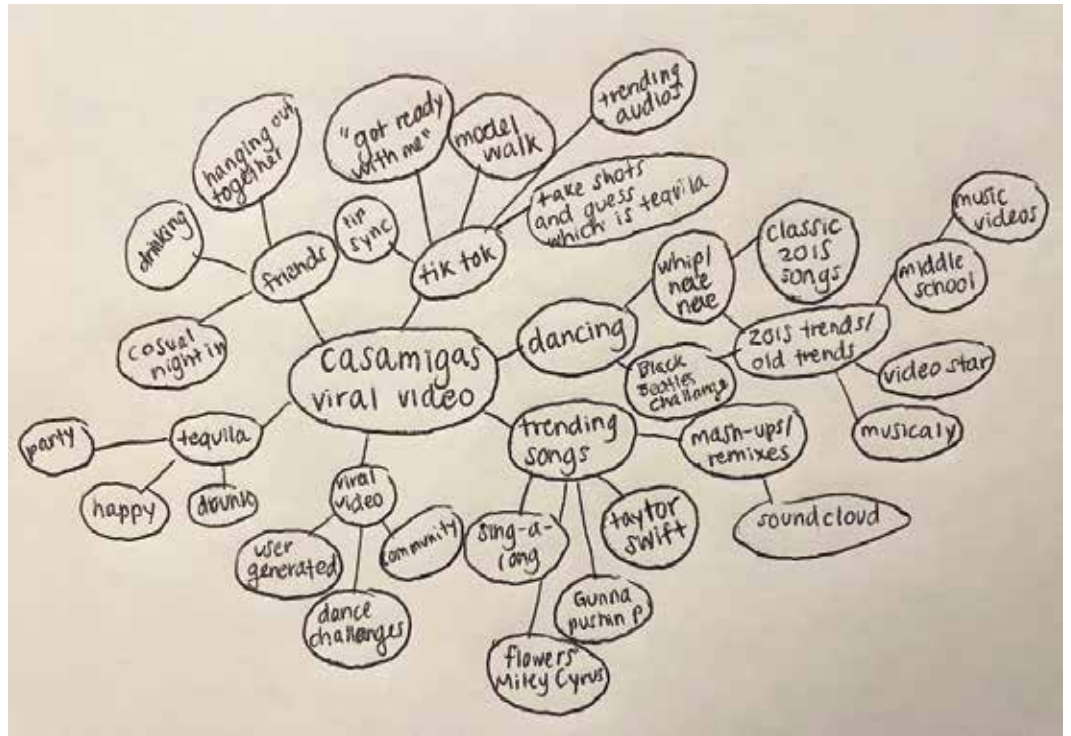 trending
audios
"got ready
with me"
model
walk
hanging out
together
take shots
and guess
which is tequila
music
videos
lip
sync
drinking
friends
tik tok
whip/
nae
nae
classic
2015
songs
middle
school
dancing
2015 trends/
old trends
casual
night in
casamigas
viral video
Black
Beatles
challange
video star
party
tequila
trending
songs
mash-ups/
remixes
musicaly
happy
viral
video
taylor
swift
soundcloud
user
generated
community
sing-a-
long
dance
challenges
Gunna
pushin p
flowers
Miley Cyrus